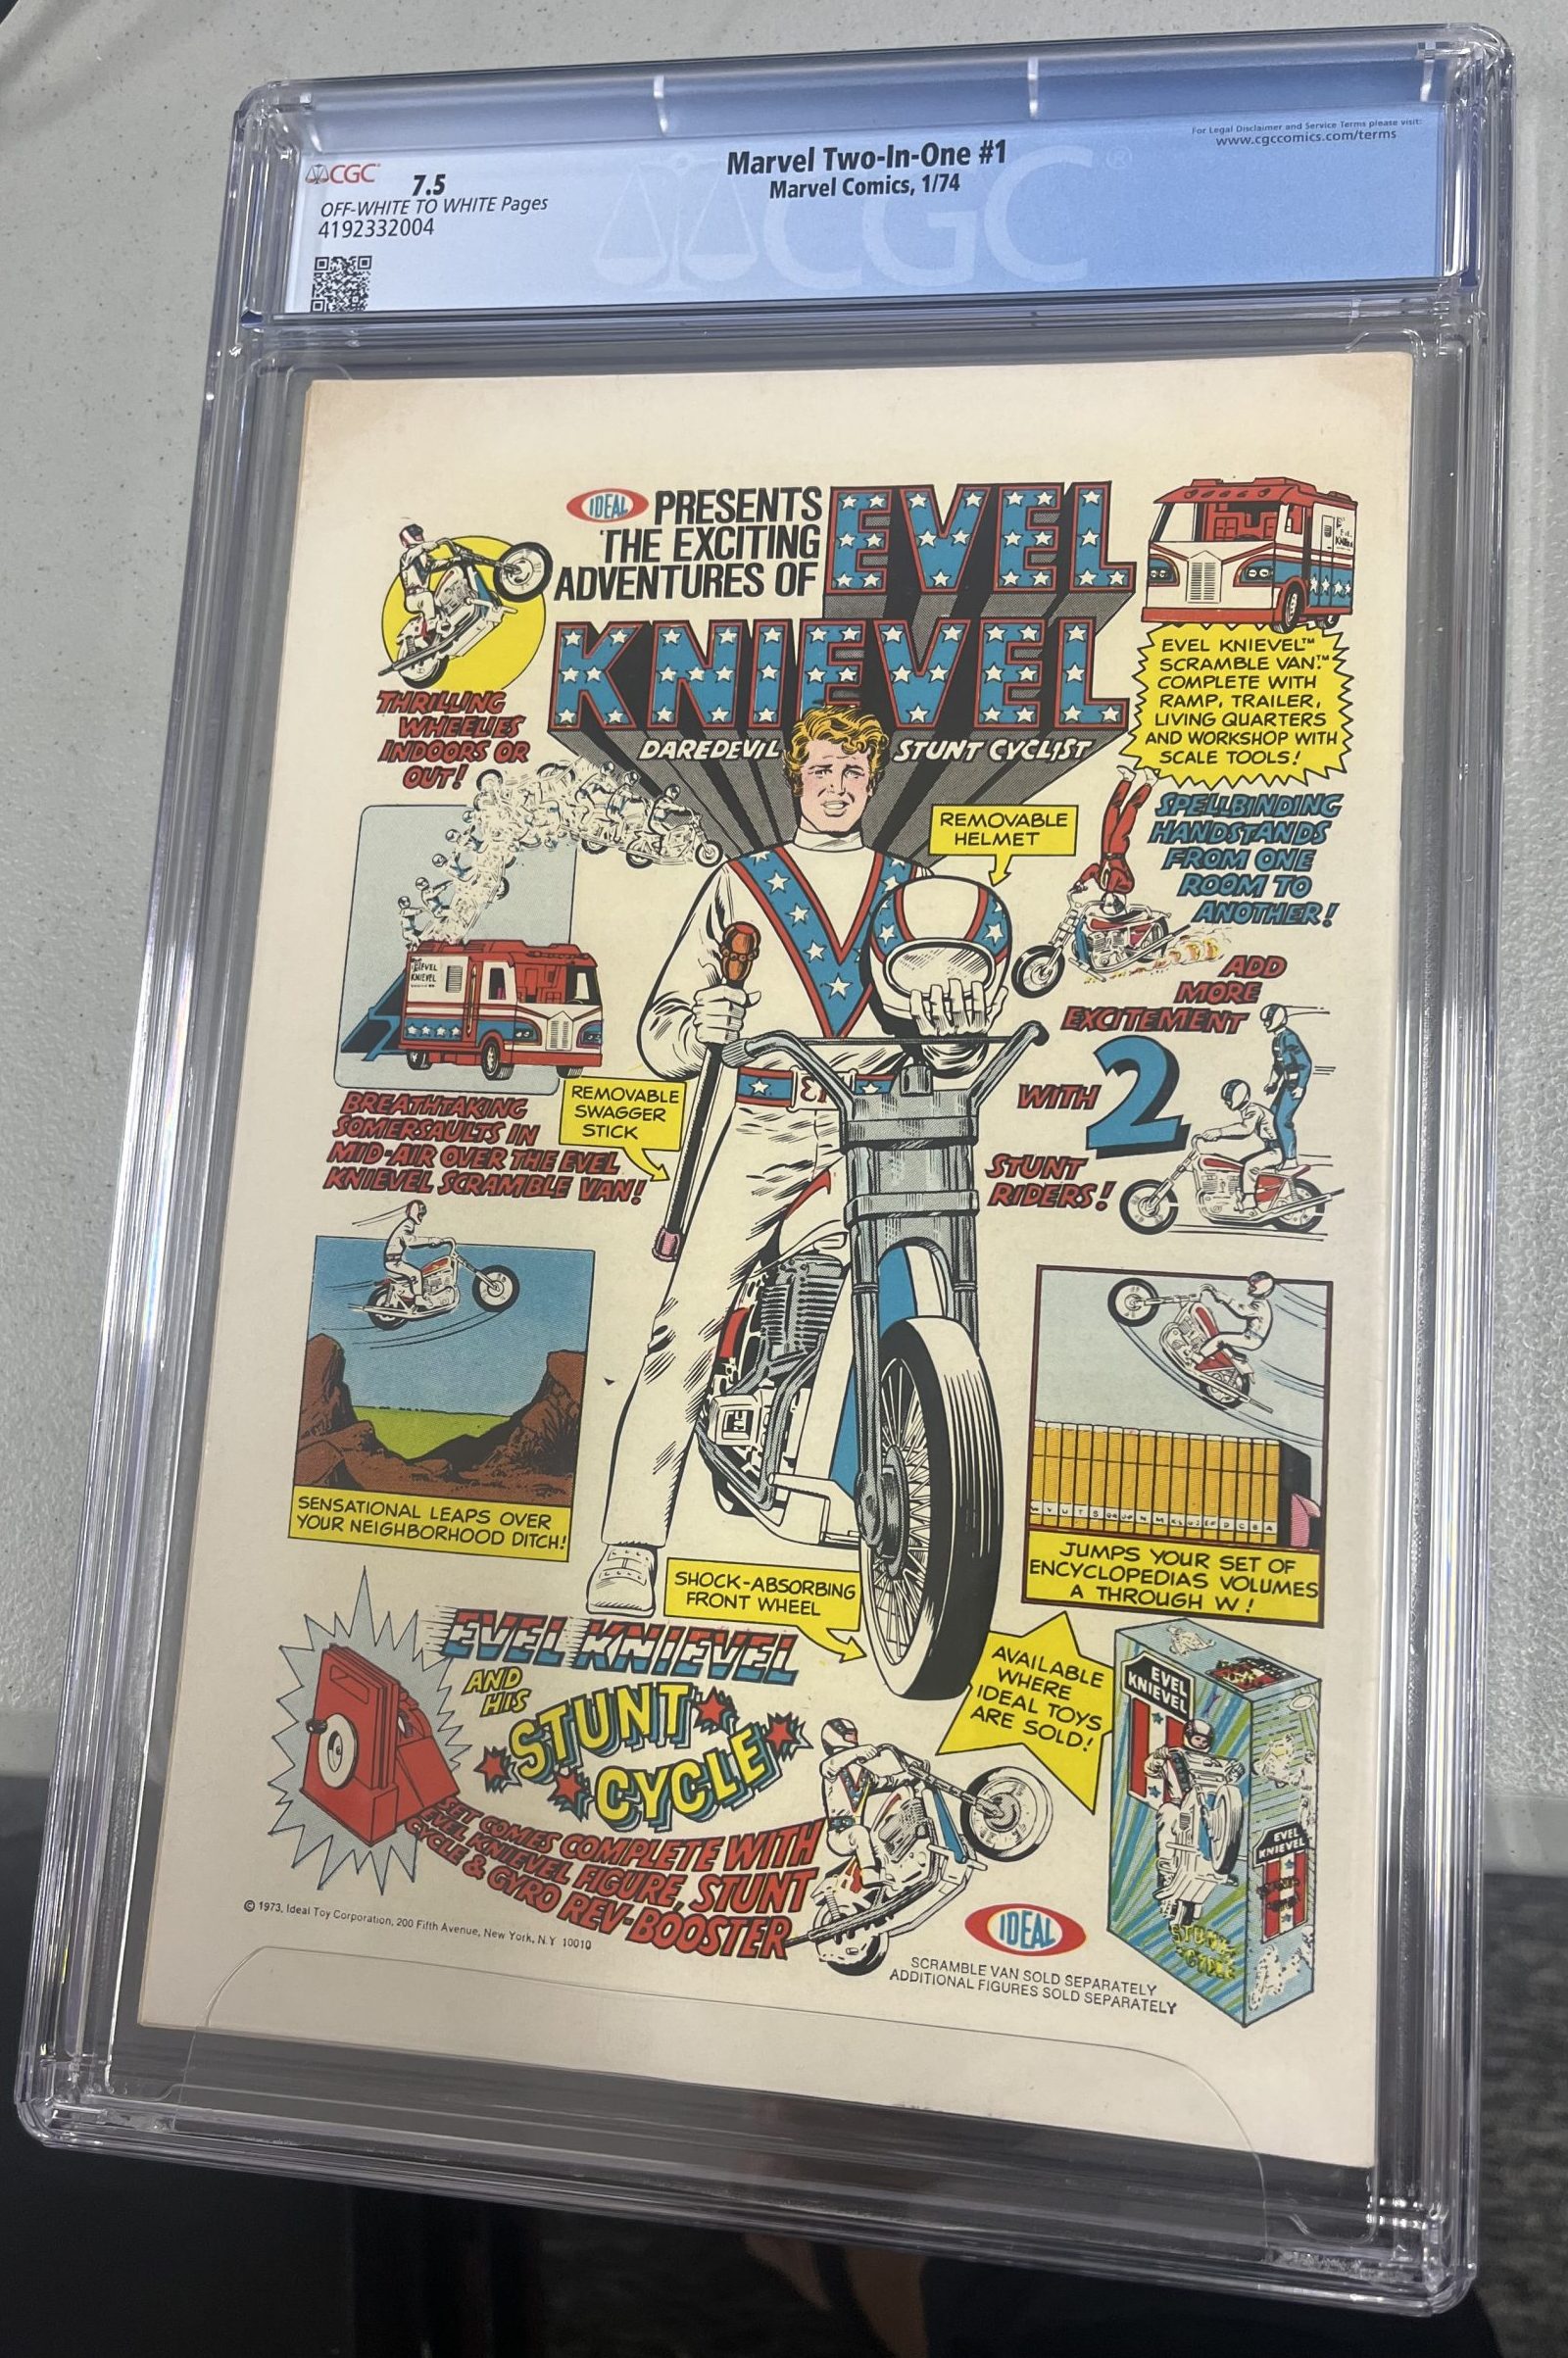 CGC
7.5
OFF-WHITE TO WHITE Pages
4192332004
Marvel Two-In-One #1
Marvel Comics, 1/74
For Legal Disclaimer and Service Terms please visit:
www.cgccomics.com/terms
CGC®
IDEAL PRESENTS
THE EXCITING
ADVENTURES OF
EVEL
KNIEVEL
DAREDEVIL STUNT CYCLIST
THRILLING
WHEELIES
INDOORS OR
OUT!
EVEL KNIEVEL™
SCRAMBLE VAN.™
COMPLETE WITH
RAMP, TRAILER,
LIVING QUARTERS
AND WORKSHOP WITH
SCALE TOOLS!
REMOVABLE
HELMET
SPELLBINDING
HANDSTANDS
FROM ONE
ROOM TO
ANOTHER!
EVEL
KNIEVEL
ADD
MORE
EXCITEMENT
WITH 2
STUNT
RIDERS!
BREATHTAKING
SOMERSAULTS IN
MID-AIR OVER THE EVEL
KNIEVEL SCRAMBLE VAN!
REMOVABLE
SWAGGER
STICK
SENSATIONAL LEAPS OVER
YOUR NEIGHBORHOOD DITCH!
JUMPS YOUR SET OF
ENCYCLOPEDIAS VOLUMES
A THROUGH W!
SHOCK-ABSORBING
FRONT WHEEL
EVEL KNIEVEL
AND
HIS
STUNT
CYCLE
SET COMES COMPLETE WITH
EVEL KNIEVEL FIGURE, STUNT
CYCLE & GYRO REV-BOOSTER
AVAILABLE
WHERE
IDEAL TOYS
ARE SOLD!
EVEL
KNIEVEL
EVEL
KNIEVEL
STUNT
CYCLE
© 1973, Ideal Toy Corporation, 200 Fifth Avenue, New York, N.Y. 10010
IDEAL
SCRAMBLE VAN SOLD SEPARATELY
ADDITIONAL FIGURES SOLD SEPARATELY